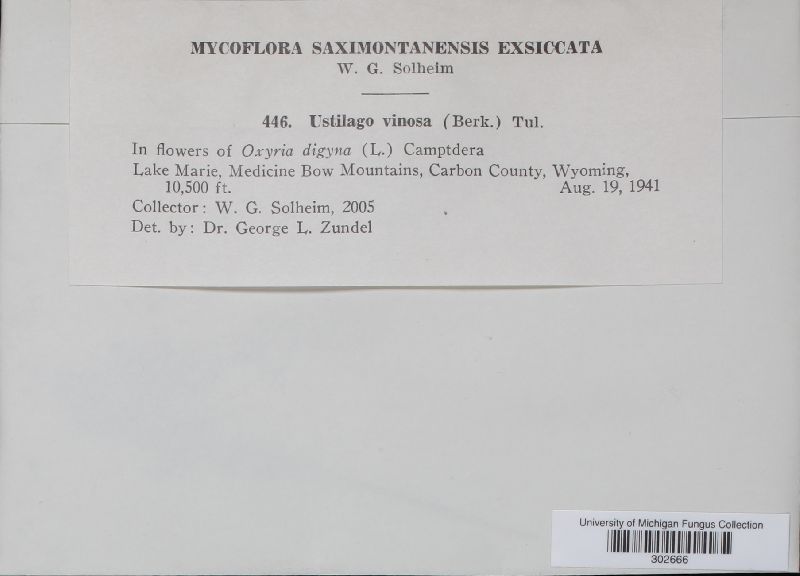 MYCOFLORA SAXIMONTANENSIS EXSICCATA
W. G. Solheim
446. Ustilago vinosa (Berk.) Tul.
In flowers of Oxyria digyna (L.) Camptdera
Lake Marie, Medicine Bow Mountains, Carbon County, Wyoming,
10,500 ft. Aug. 19, 1941
Collector: W. G. Solheim, 2005
Det. by: Dr. George L. Zundel
University of Michigan Fungus Collection
302666